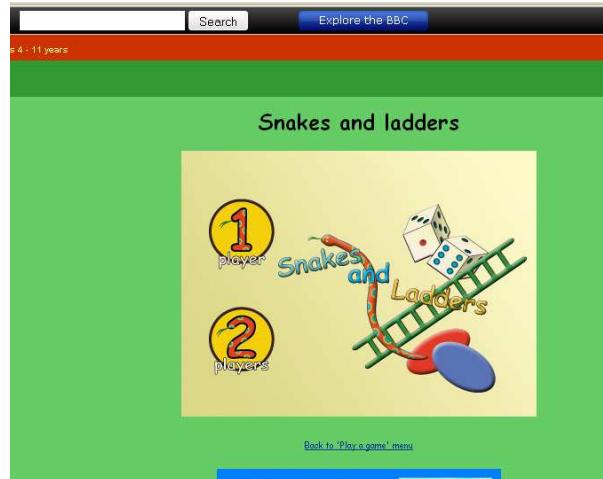 Search
Explore the BBC
s 4 - 11 years
Snakes and ladders
1
player
Snakes
and
Ladders
2
players
Back to 'Play a game' menu